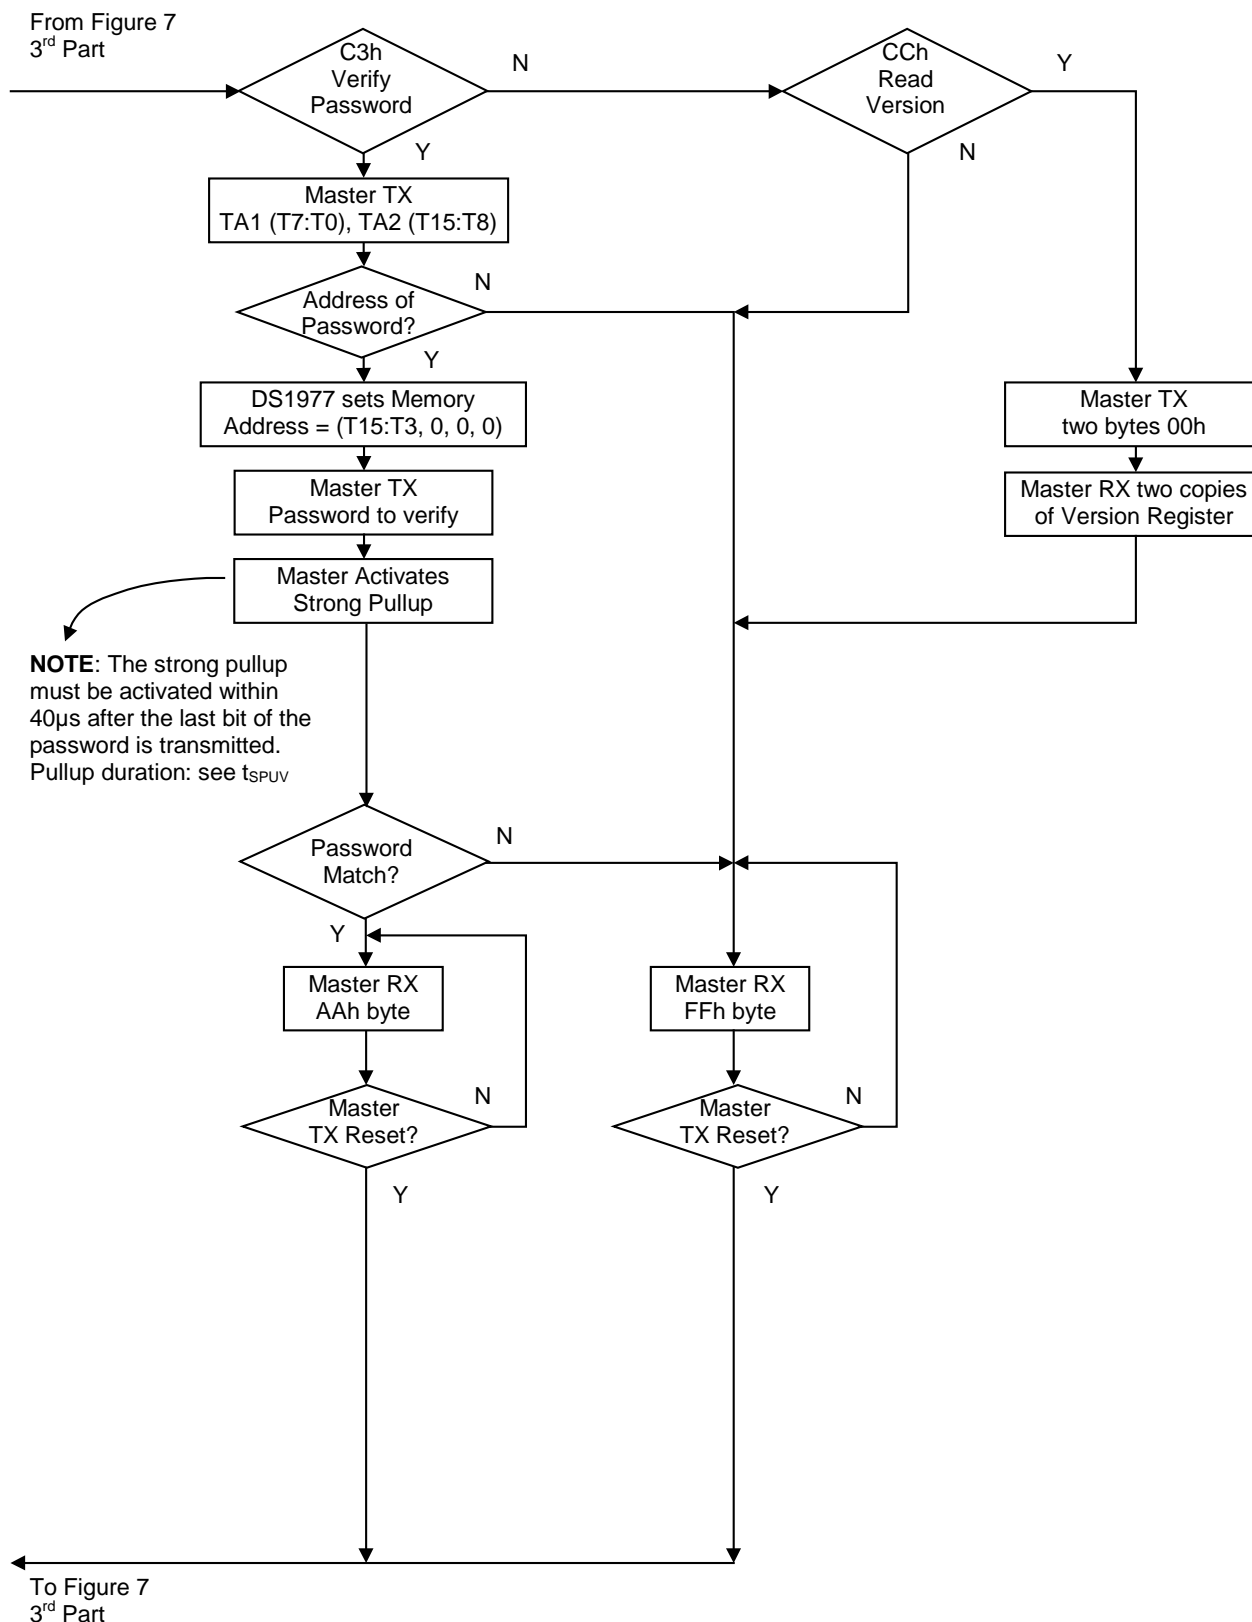 From Figure 7
3rd Part
C3h
Verify
Password
N
CCh
Read
Version
Y
Y
N
Master TX
TA1 (T7:T0), TA2 (T15:T8)
Address of
Password?
N
Y
DS1977 sets Memory
Address = (T15:T3, 0, 0, 0)
Master TX
two bytes 00h
Master TX
Password to verify
Master RX two copies
of Version Register
Master Activates
Strong Pullup
NOTE: The strong pullup
must be activated within
40µs after the last bit of the
password is transmitted.
Pullup duration: see tSPUV
Password
Match?
N
Y
Master RX
AAh byte
Master RX
FFh byte
Master
TX Reset?
N
Master
TX Reset?
N
Y
Y
To Figure 7
3rd Part